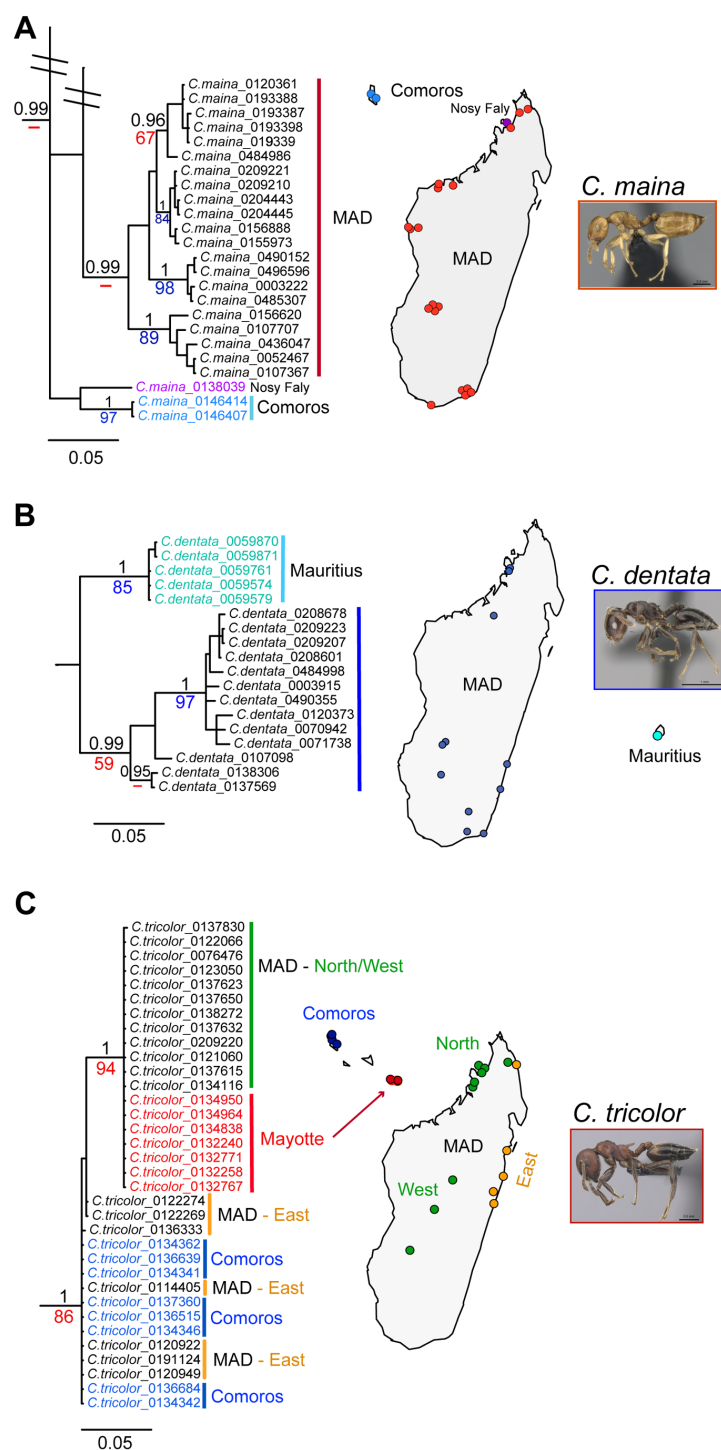 A
0.99
–
C.maina_0120361
C.maina_0193388
C.maina_0193387
C.maina_0193398
C.maina_019339
C.maina_0484986
C.maina_0209221
C.maina_0209210
C.maina_0204443
C.maina_0204445
C.maina_0156888
C.maina_0155973
C.maina_0490152
C.maina_0496596
C.maina_0003222
C.maina_0485307
C.maina_0156620
C.maina_0107707
C.maina_0436047
C.maina_0052467
C.maina_0107367
C.maina_0138039 Nosy Faly
C.maina_0146414
C.maina_0146407
Comoros
0.96
67
1
84
1
98
0.99
–
1
89
1
97
0.05
MAD
Comoros
Nosy Faly
MAD
C. maina
B
C.dentata_0059870
C.dentata_0059871
C.dentata_0059761
C.dentata_0059574
C.dentata_0059579
Mauritius
C.dentata_0208678
C.dentata_0209223
C.dentata_0209207
C.dentata_0208601
C.dentata_0484998
C.dentata_0003915
C.dentata_0490355
C.dentata_0120373
C.dentata_0070942
C.dentata_0071738
C.dentata_0107098
C.dentata_0138306
C.dentata_0137569
1
85
1
97
0.99
59
0.95
–
0.05
MAD
C. dentata
1 mm
Mauritius
C
C.tricolor_0137830
C.tricolor_0122066
C.tricolor_0076476
C.tricolor_0123050
C.tricolor_0137623
C.tricolor_0137650
C.tricolor_0138272
C.tricolor_0137632
C.tricolor_0209220
C.tricolor_0121060
C.tricolor_0137615
C.tricolor_0134116
MAD - North/West
C.tricolor_0134950
C.tricolor_0134964
C.tricolor_0134838
C.tricolor_0132240
C.tricolor_0132771
C.tricolor_0132258
C.tricolor_0132767
Mayotte
C.tricolor_0122274
C.tricolor_0122269
C.tricolor_0136333
MAD - East
C.tricolor_0134362
C.tricolor_0136639
C.tricolor_0134341
Comoros
C.tricolor_0114405
MAD - East
C.tricolor_0137360
C.tricolor_0136515
C.tricolor_0134346
Comoros
C.tricolor_0120922
C.tricolor_0191124
C.tricolor_0120949
MAD - East
C.tricolor_0136684
C.tricolor_0134342
Comoros
1
94
1
86
0.05
Comoros
North
MAD
West
East
C. tricolor